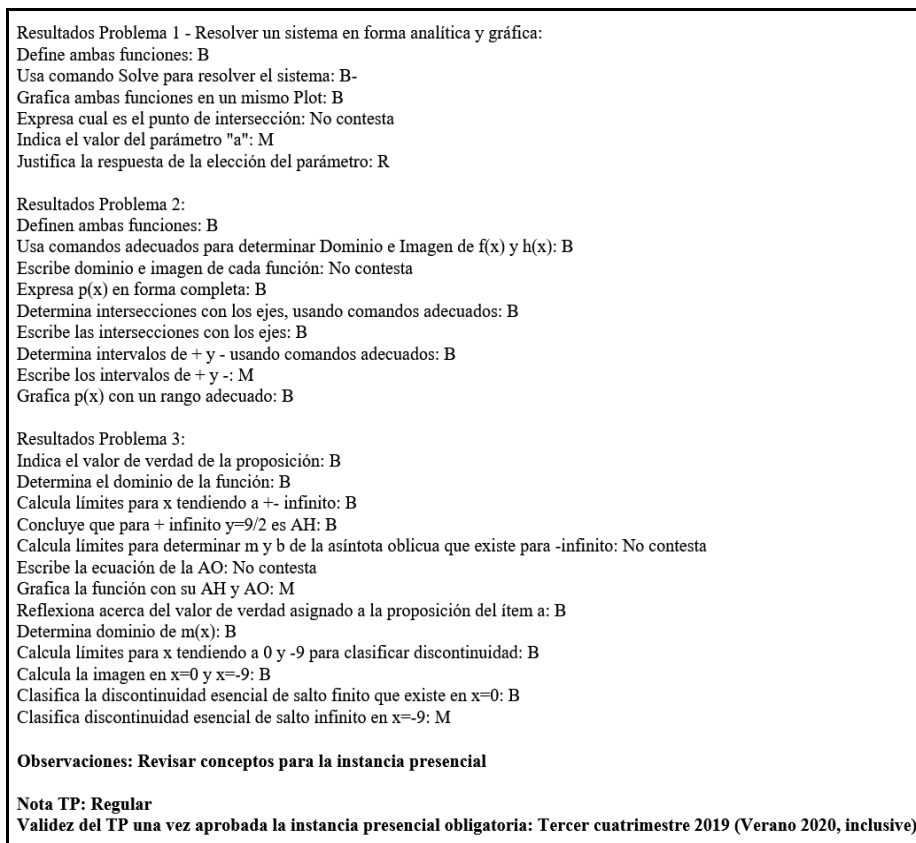 Resultados Problema 1 - Resolver un sistema en forma analítica y gráfica:
Define ambas funciones: B
Usa comando Solve para resolver el sistema: B-
Grafica ambas funciones en un mismo Plot: B
Expresa cual es el punto de intersección: No contesta
Indica el valor del parámetro "a": M
Justifica la respuesta de la elección del parámetro: R
Resultados Problema 2:
Definen ambas funciones: B
Usa comandos adecuados para determinar Dominio e Imagen de f(x) y h(x): B
Escribe dominio e imagen de cada función: No contesta
Expresa p(x) en forma completa: B
Determina intersecciones con los ejes, usando comandos adecuados: B
Escribe las intersecciones con los ejes: B
Determina intervalos de + y - usando comandos adecuados: B
Escribe los intervalos de + y -: M
Grafica p(x) con un rango adecuado: B
Resultados Problema 3:
Indica el valor de verdad de la proposición: B
Determina el dominio de la función: B
Calcula límites para x tendiendo a +- infinito: B
Concluye que para + infinito y=9/2 es AH: B
Calcula límites para determinar m y b de la asíntota oblicua que existe para -infinito: No contesta
Escribe la ecuación de la AO: No contesta
Grafica la función con su AH y AO: M
Reflexiona acerca del valor de verdad asignado a la proposición del ítem a: B
Determina dominio de m(x): B
Calcula límites para x tendiendo a 0 y -9 para clasificar discontinuidad: B
Calcula la imagen en x=0 y x=-9: B
Clasifica la discontinuidad esencial de salto finito que existe en x=0: B
Clasifica discontinuidad esencial de salto infinito en x=-9: M
Observaciones: Revisar conceptos para la instancia presencial
Nota TP: Regular
Validez del TP una vez aprobada la instancia presencial obligatoria: Tercer cuatrimestre 2019 (Verano 2020, inclusive)